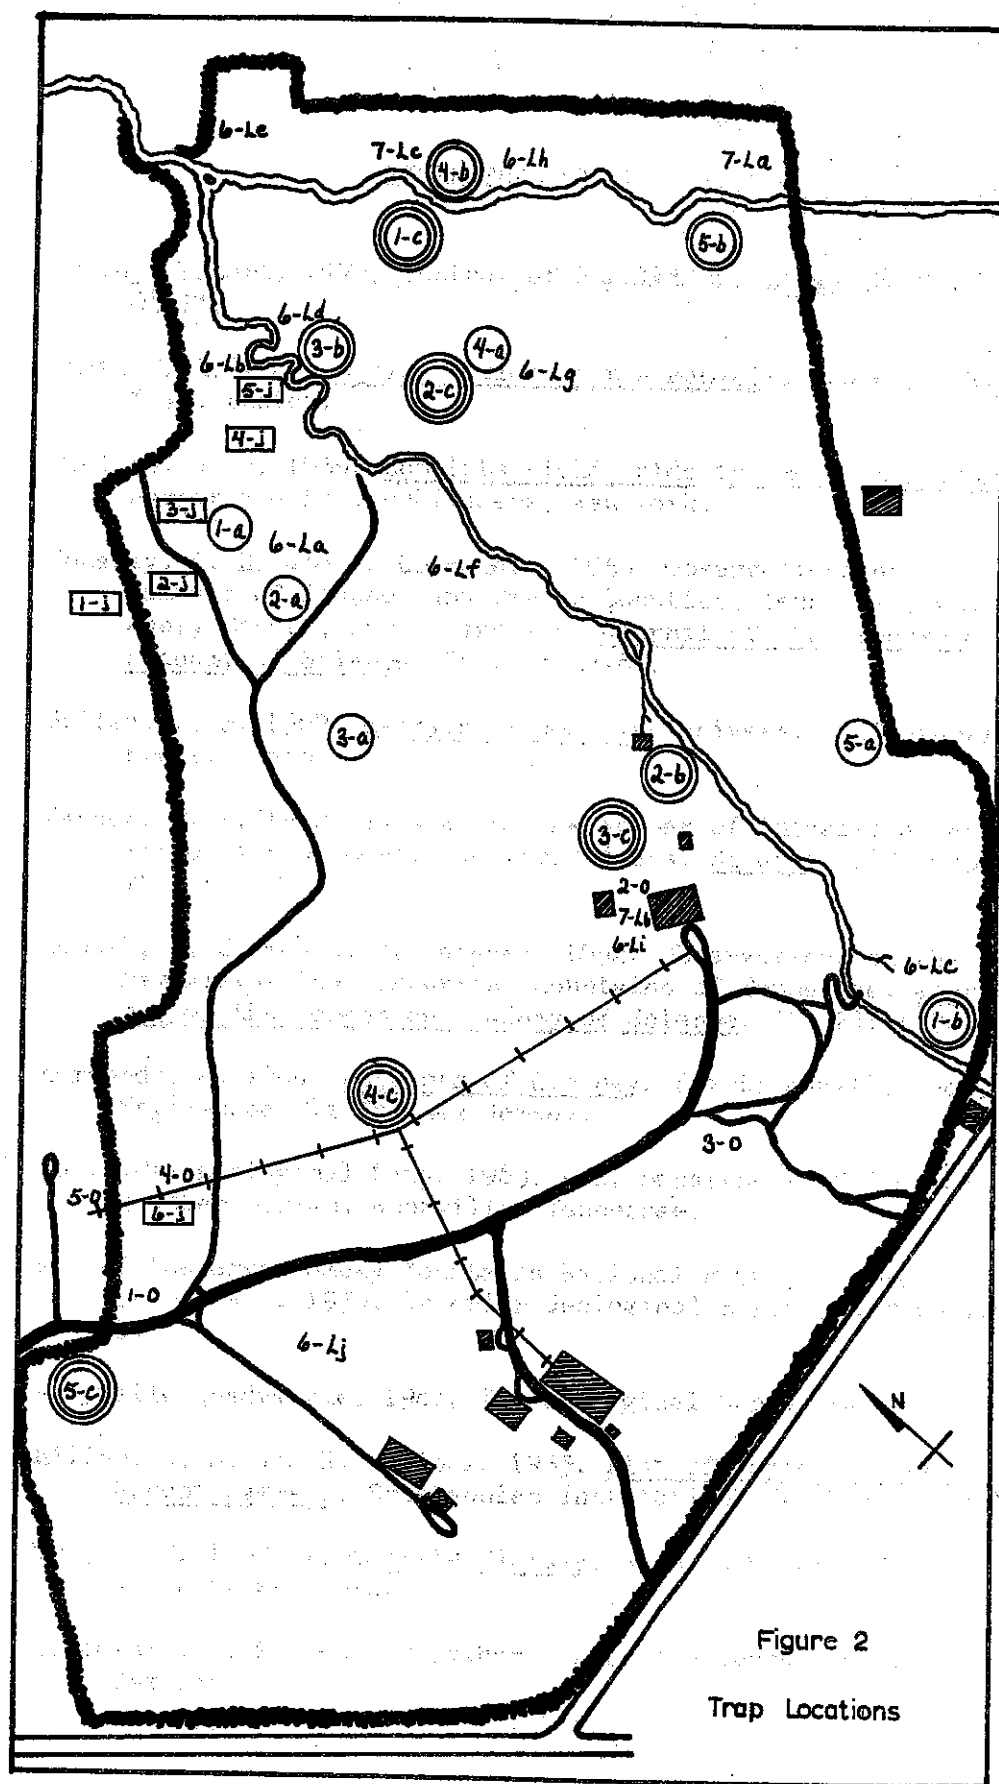 6-Le
7-Lc
4-b
6-Lh
7-La
1-c
5-b
6-Ld
3-b
4-a
6-Lb
6-Lg
5-j
2-c
4-j
3-j
1-a
6-La
6-Lf
2-j
1-j
2-a
3-a
5-a
2-b
3-c
2-0
7-Lb
6-Li
6-Lc
1-b
4-c
3-0
4-0
5-0
6-j
1-0
6-Lj
5-c
N
Figure 2
Trap Locations